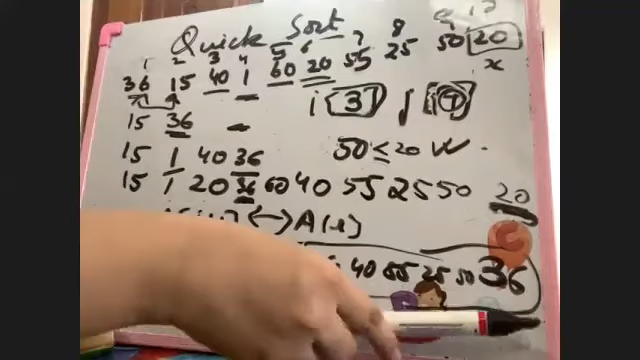 Quick Sort
1 2 3 4 5 6 7 8 9 10
36 15 40 1 60 20 55 25 50 20
x
i 3 j 4
15 36
50 ≤ 20
15 1 40 36
15 1 20 36 60 40 55 25 50 20
↔ A(r)
40 55 25 50 36